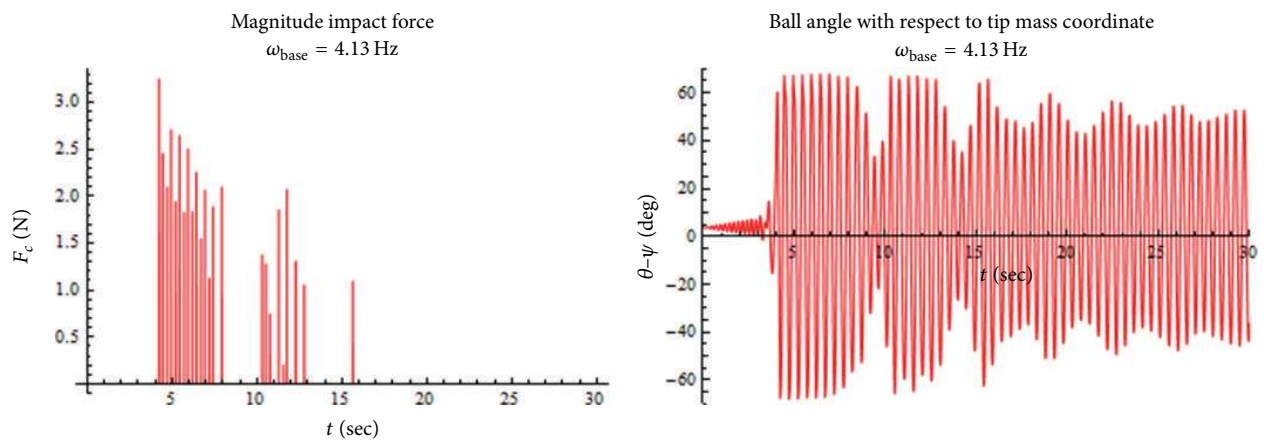 Magnitude impact force
ω_base = 4.13 Hz
3.0
2.5
2.0
1.5
1.0
0.5
F_c (N)
5 10 15 20 25 30
t (sec)
Ball angle with respect to tip mass coordinate
ω_base = 4.13 Hz
60
40
20
0
−20
−40
−60
θ–ψ (deg)
5 10 15 20 25 30
t (sec)